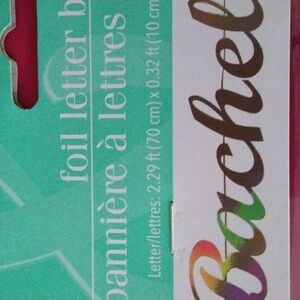 foil letter b
bannière à lettres
Letter/lettres: 2.29 ft (70 cm) x 0.32 ft (10 cm
Bachel